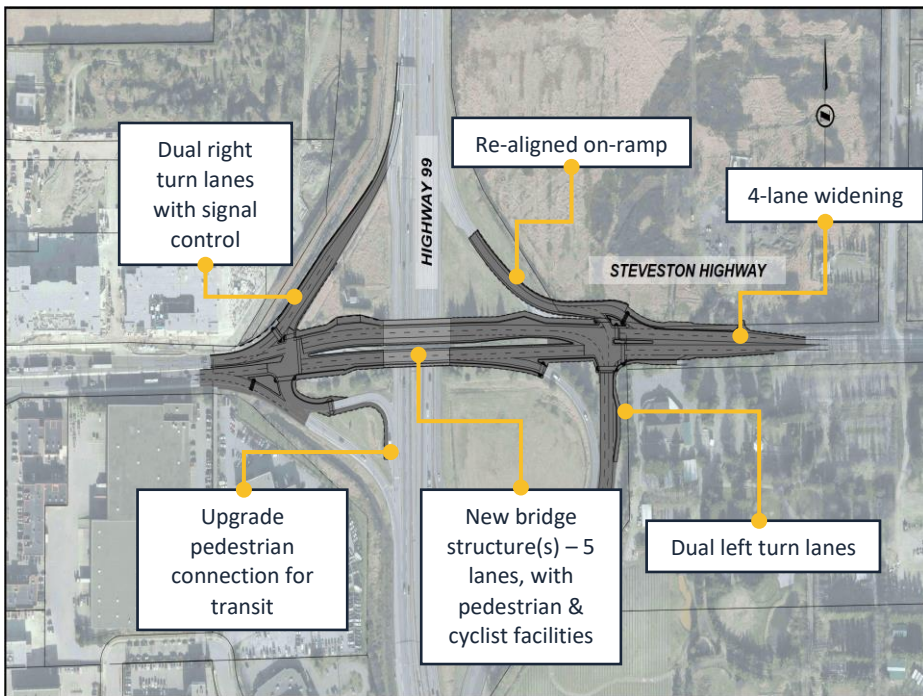 Dual right
turn lanes
with signal
control
HIGHWAY 99
Re-aligned on-ramp
4-lane widening
STEVESTON HIGHWAY
Upgrade
pedestrian
connection for
transit
New bridge
structure(s) – 5
lanes, with
pedestrian &
cyclist facilities
Dual left turn lanes